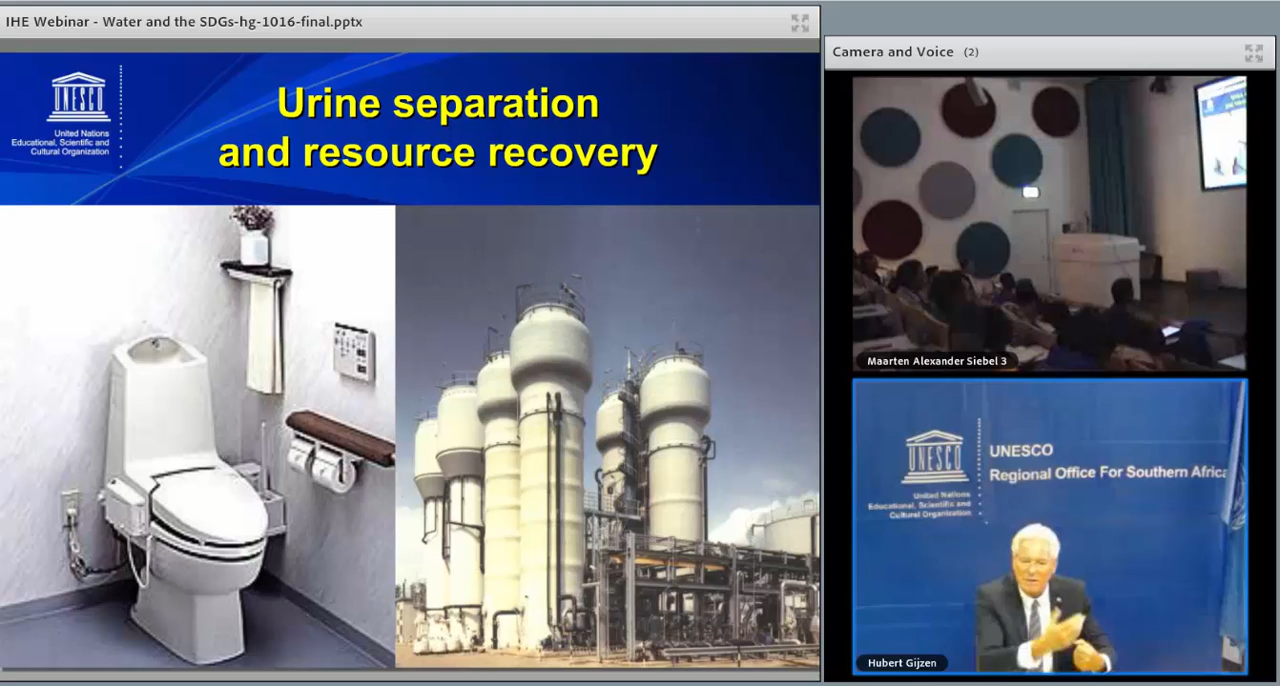 IHE Webinar - Water and the SDGs-hg-1016-final.pptx
UNESCO
United Nations
Educational, Scientific and
Cultural Organization
Urine separation
and resource recovery
Camera and Voice (2)
Maarten Alexander Siebel 3
UNESCO
United Nations
Educational, Scientific and
Cultural Organization
UNESCO
Regional Office For Southern Africa
Hubert Gijzen